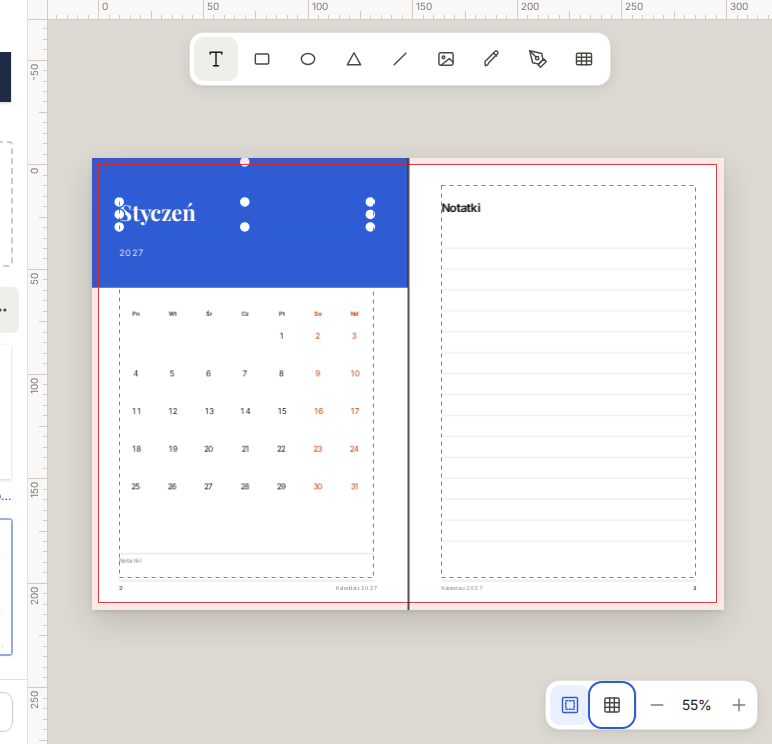 0 50 100 150 200 250 300
-50
0
50
100
150
200
250
T
Styczeń
2027
Pn Wt Śr Cz Pt So Nd
1 2 3
4 5 6 7 8 9 10
11 12 13 14 15 16 17
18 19 20 21 22 23 24
25 26 27 28 29 30 31
Notatki
2 Kalendarz 2027
Notatki
Kalendarz 2027 3
55%